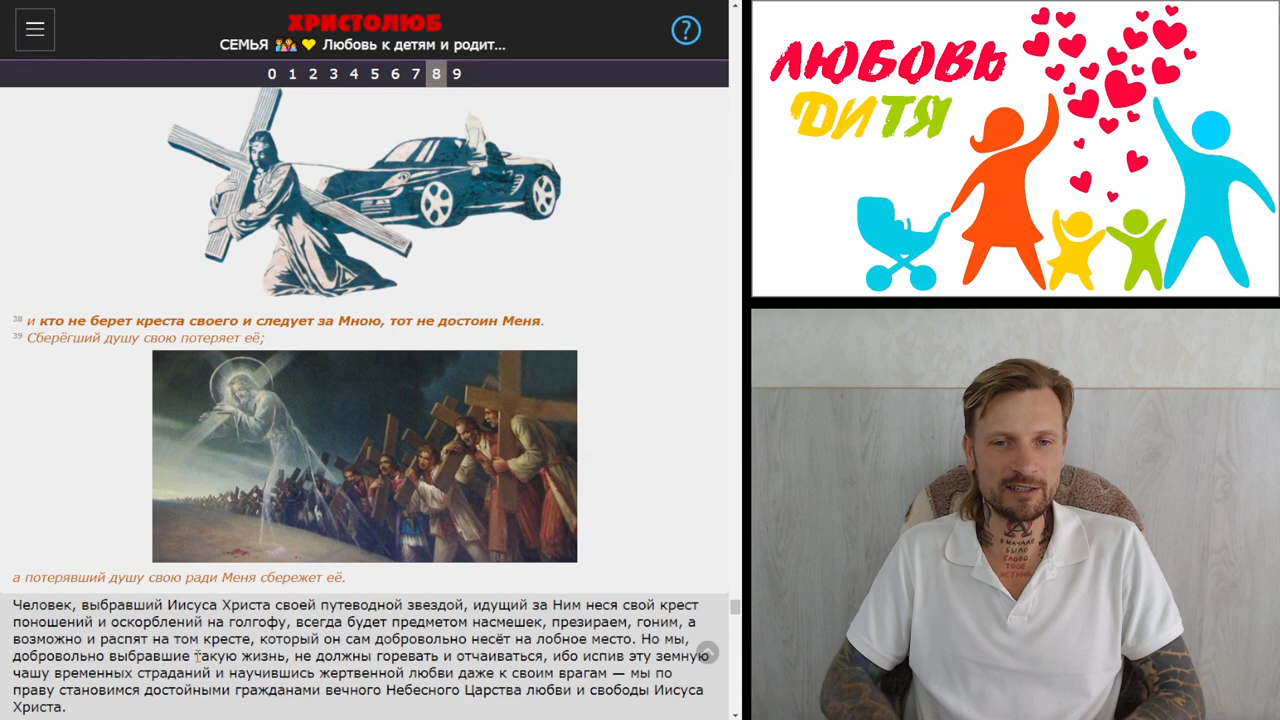 ХРИСТОЛЮБ
СЕМЬЯ 👨‍👩‍👧 💛 Любовь к детям и родит...
0 1 2 3 4 5 6 7 8 9
38 и кто не берет креста своего и следует за Мною, тот не достоин Меня.
39 Сберёгший душу свою потеряет её;
а потерявший душу свою ради Меня сбережет её.
Человек, выбравший Иисуса Христа своей путеводной звездой, идущий за Ним неся свой крест
поношений и оскорблений на голгофу, всегда будет предметом насмешек, презираем, гоним, а
возможно и распят на том кресте, который он сам добровольно несёт на лобное место. Но мы,
добровольно выбравшие такую жизнь, не должны горевать и отчаиваться, ибо испив эту земную
чашу временных страданий и научившись жертвенной любви даже к своим врагам — мы по
праву становимся достойными гражданами вечного Небесного Царства любви и свободы Иисуса
Христа.
?
ЛЮБОВЬ
ДИТЯ
В НАЧАЛЕ
БЫЛО
СЛОВО
ТВОЕ
ИСТИНА